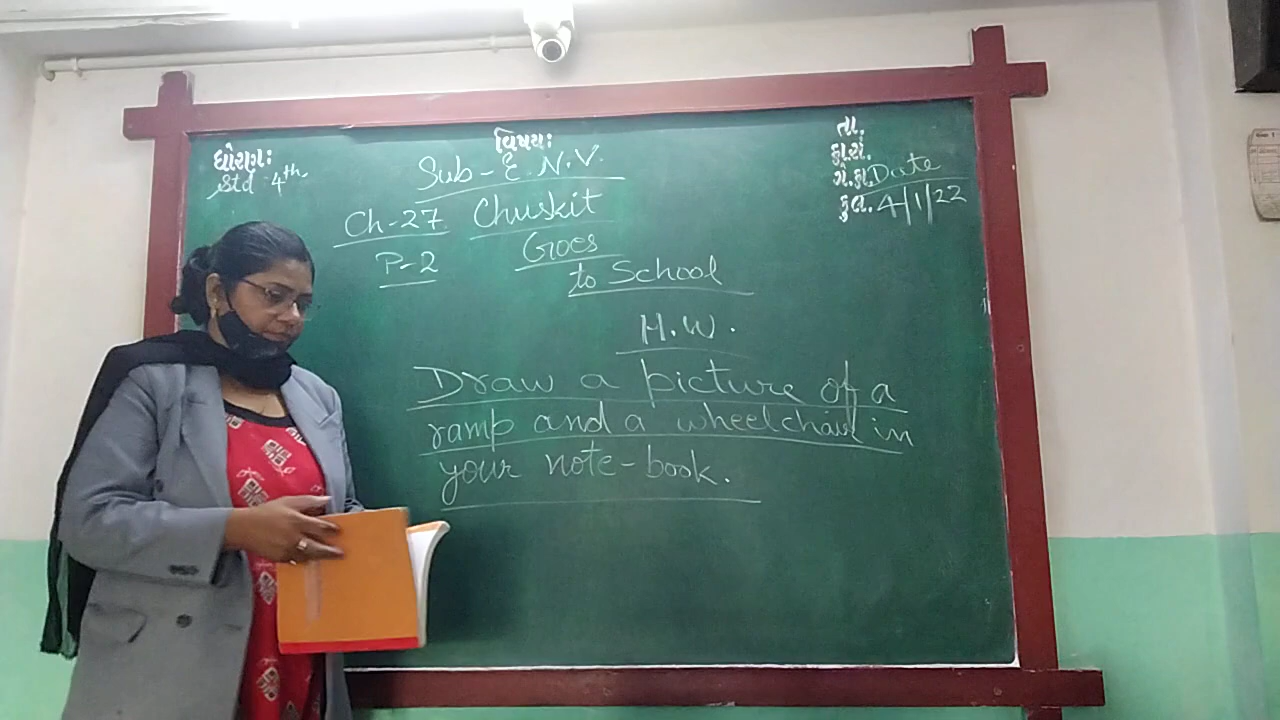 ધોરણઃ
Std : 4th
વિષયઃ
Sub - E.N.V.
તા.
કુ.સં.
ગે.હા.
કુલ.
Date
4/1/22
Ch-27 Chuskit
P-2 Goes
to School
H.W.
Draw a picture of a
ramp and a wheelchair in
your note-book.